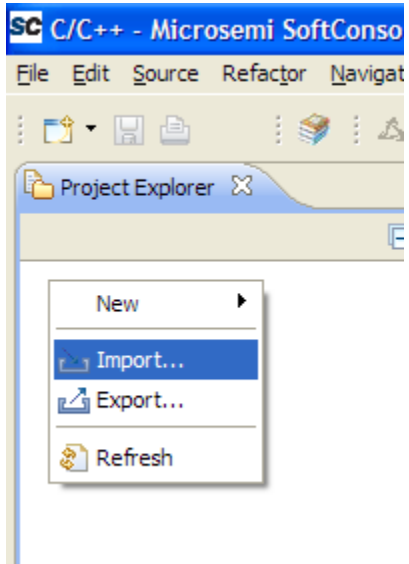 SC C/C++ - Microsemi SoftConso
File Edit Source Refactor Navigat
Project Explorer
New
Import...
Export...
Refresh